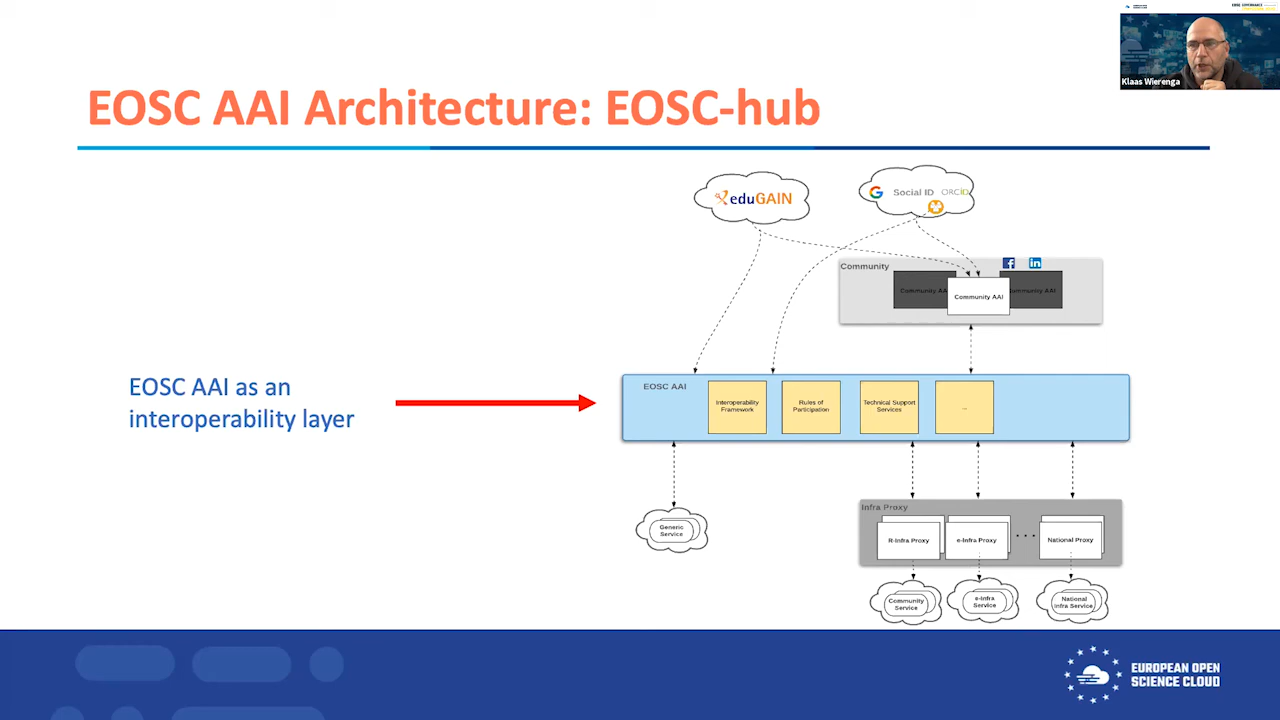 Klaas Wierenga
EOSC AAI Architecture: EOSC-hub
eduGAIN
Social ID
ORCID
Community
Community AA
Community AAI
ommunity AAI
EOSC AAI as an
interoperability layer
EOSC AAI
Interoperability
Framework
Rules of
Participation
Technical Support
Services
...
Generic
Service
Infra Proxy
R-Infra Proxy
e-Infra Proxy
...
National Proxy
Community
Service
e-Infra
Service
National
Infra Service
EUROPEAN OPEN
SCIENCE CLOUD